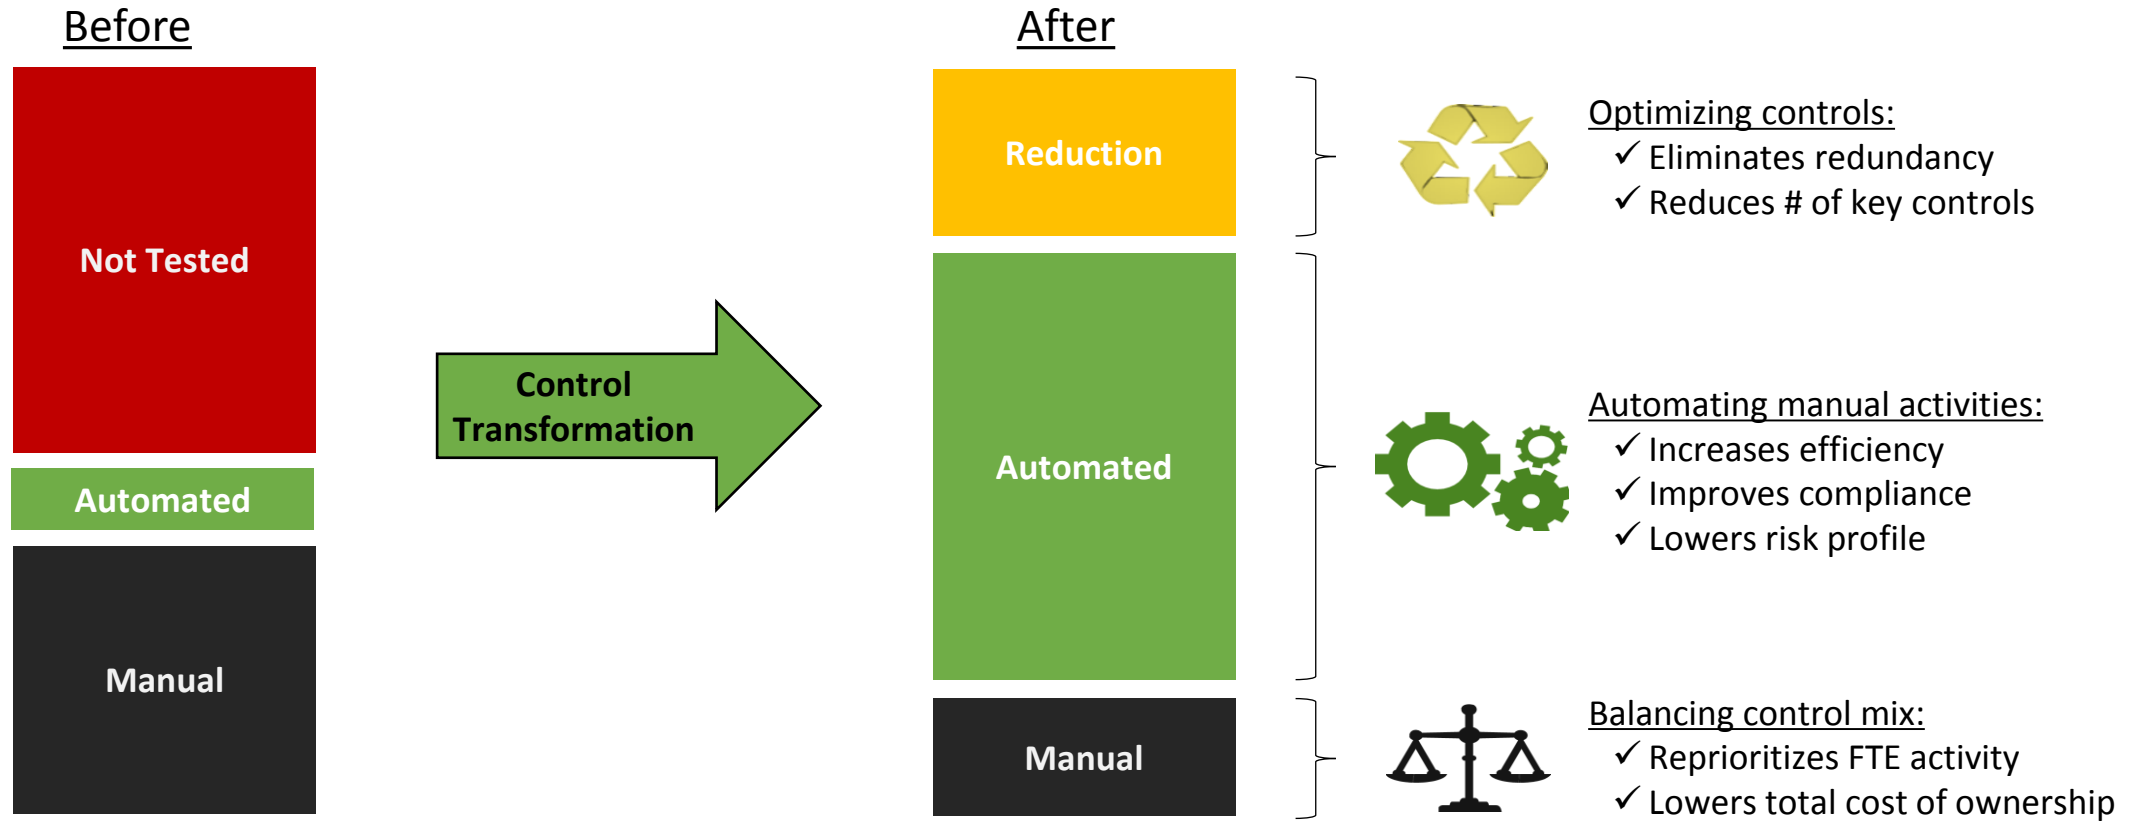 Before
Not Tested
Automated
Manual
Control
Transformation
After
Reduction
Automated
Manual
Optimizing controls:
✓ Eliminates redundancy
✓ Reduces # of key controls
Automating manual activities:
✓ Increases efficiency
✓ Improves compliance
✓ Lowers risk profile
Balancing control mix:
✓ Reprioritizes FTE activity
✓ Lowers total cost of ownership